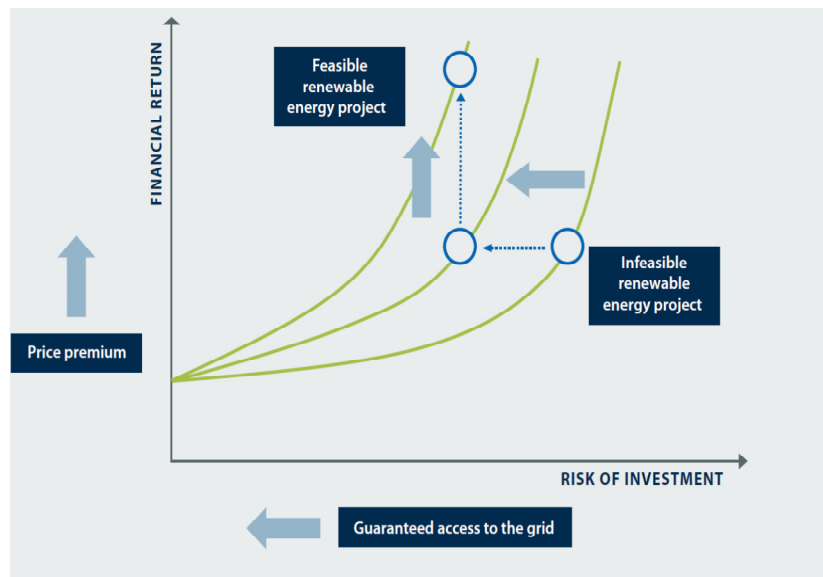 FINANCIAL RETURN
Feasible
renewable
energy project
Infeasible
renewable
energy project
Price premium
RISK OF INVESTMENT
Guaranteed access to the grid